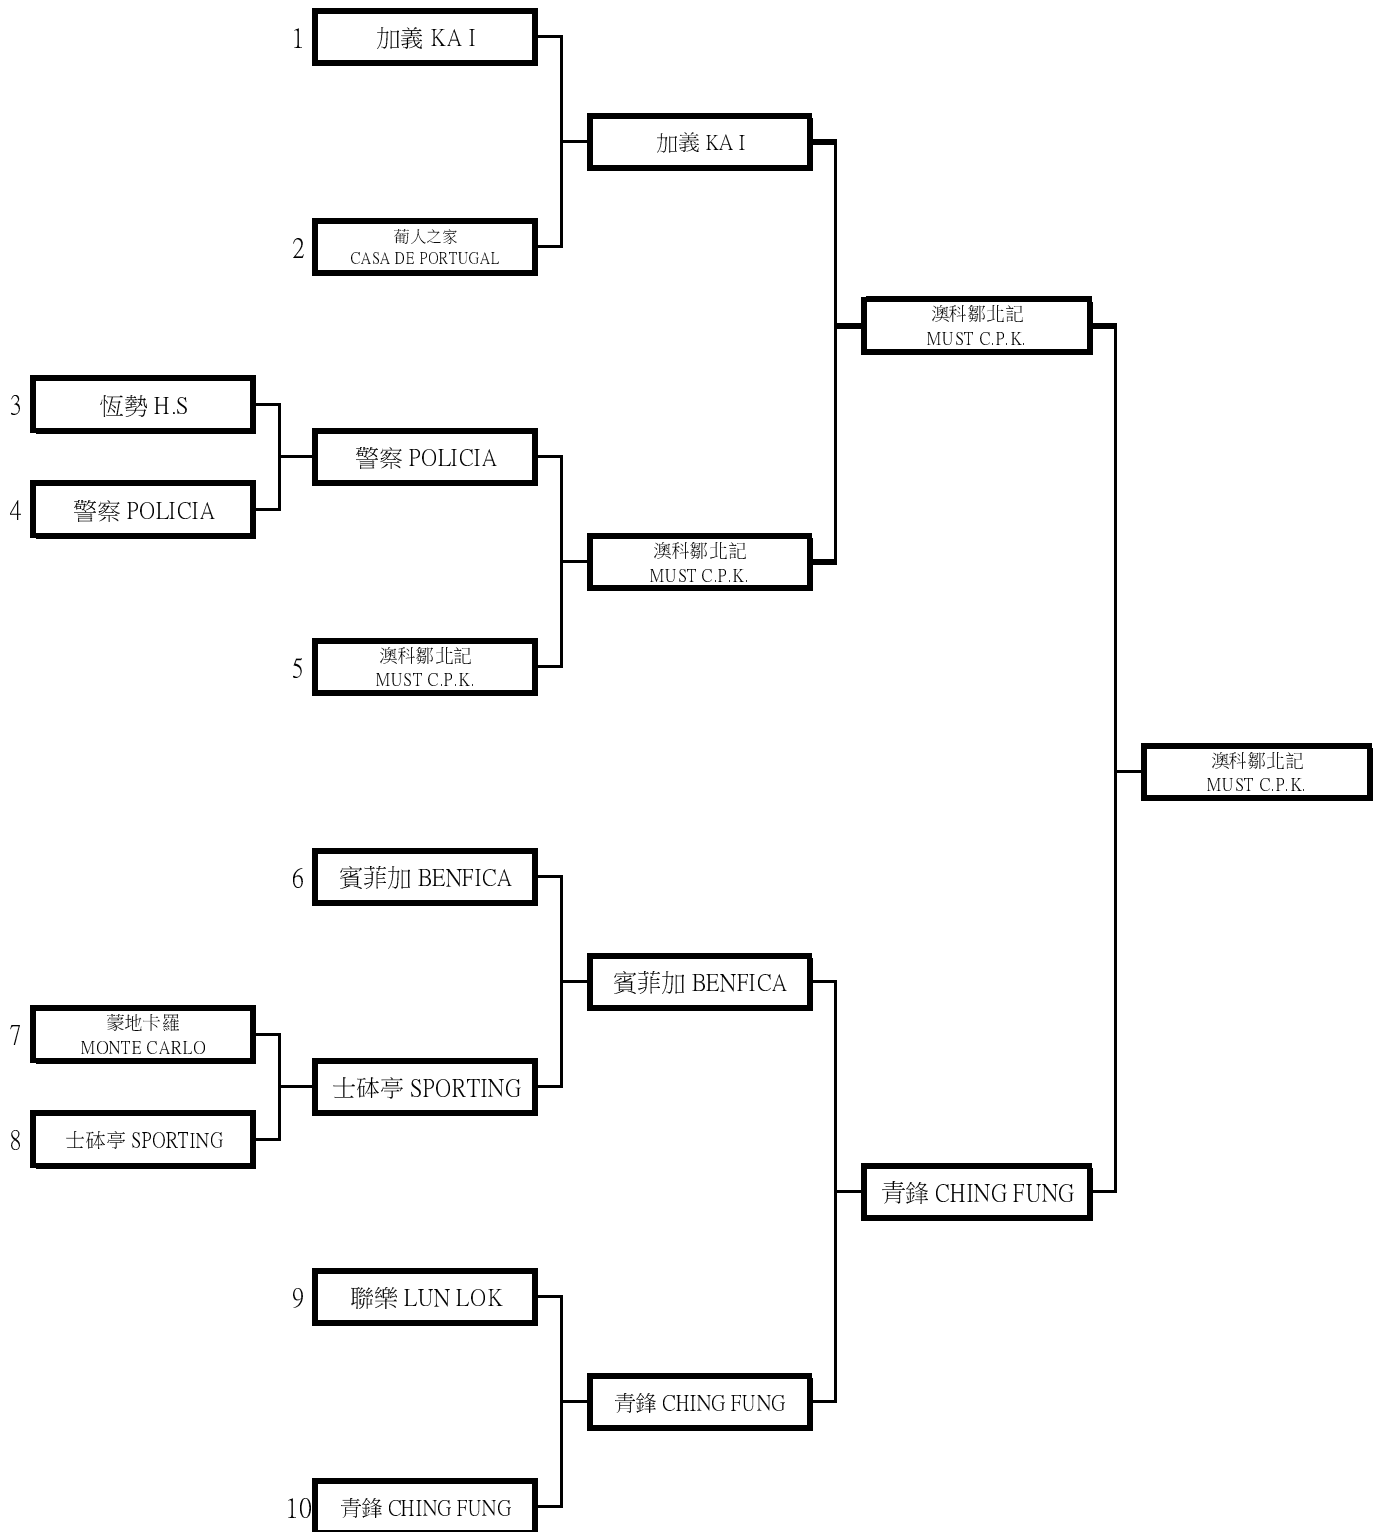 1
加義 KA I
加義 KA I
2
葡人之家
CASA DE PORTUGAL
澳科鄒北記
MUST C.P.K.
3
恆勢 H.S
警察 POLICIA
4
警察 POLICIA
澳科鄒北記
MUST C.P.K.
5
澳科鄒北記
MUST C.P.K.
澳科鄒北記
MUST C.P.K.
6
賓菲加 BENFICA
賓菲加 BENFICA
7
蒙地卡羅
MONTE CARLO
士砵亭 SPORTING
8
士砵亭 SPORTING
青鋒 CHING FUNG
9
聯樂 LUN LOK
青鋒 CHING FUNG
10
青鋒 CHING FUNG